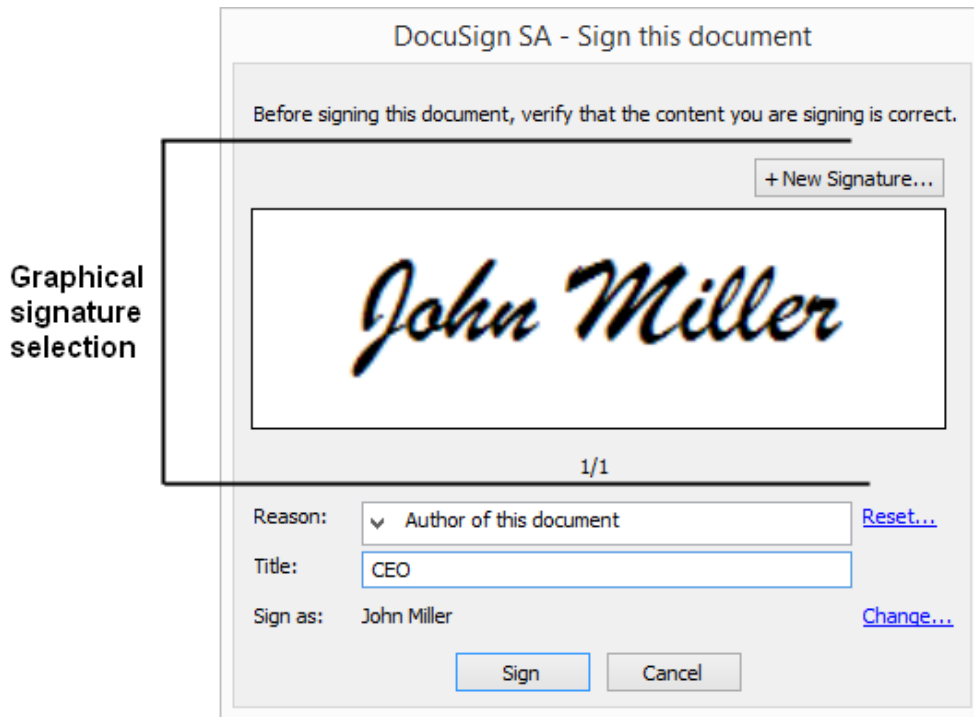 DocuSign SA - Sign this document
Before signing this document, verify that the content you are signing is correct.
+ New Signature...
Graphical
signature
selection
John Miller
1/1
Reason: Author of this document Reset...
Title: CEO
Sign as: John Miller Change...
Sign Cancel